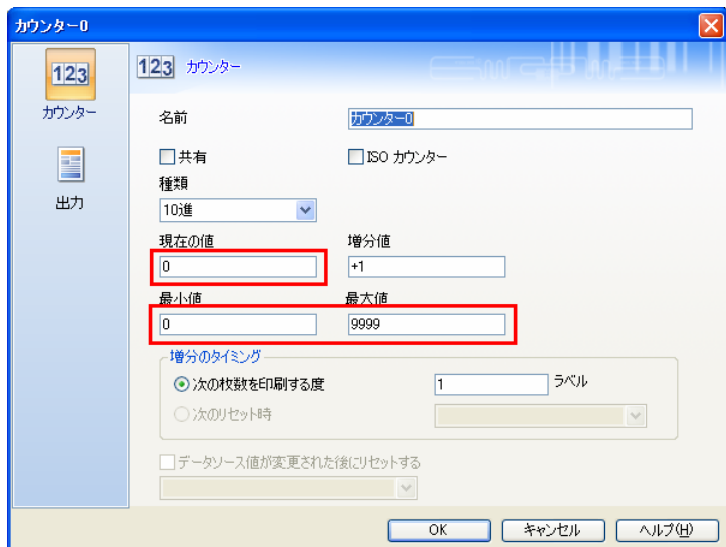 カウンター0
123
カウンター
出力
123 カウンター
名前
カウンター0
共有
ISO カウンター
種類
10進
現在の値
増分値
0
+1
最小値
最大値
0
9999
増分のタイミング
次の枚数を印刷する度
1
ラベル
次のリセット時
データソース値が変更された後にリセットする
OK
キャンセル
ヘルプ(H)